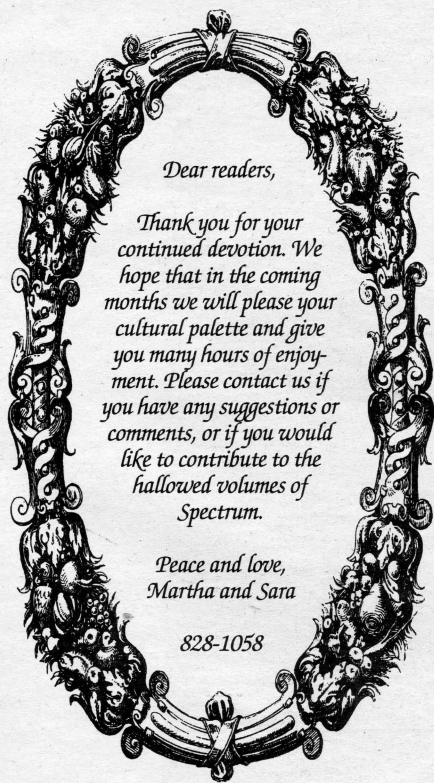 Dear readers,
Thank you for your
continued devotion. We
hope that in the coming
months we will please your
cultural palette and give
you many hours of enjoy-
ment. Please contact us if
you have any suggestions or
comments, or if you would
like to contribute to the
hallowed volumes of
Spectrum.
Peace and love,
Martha and Sara
828-1058